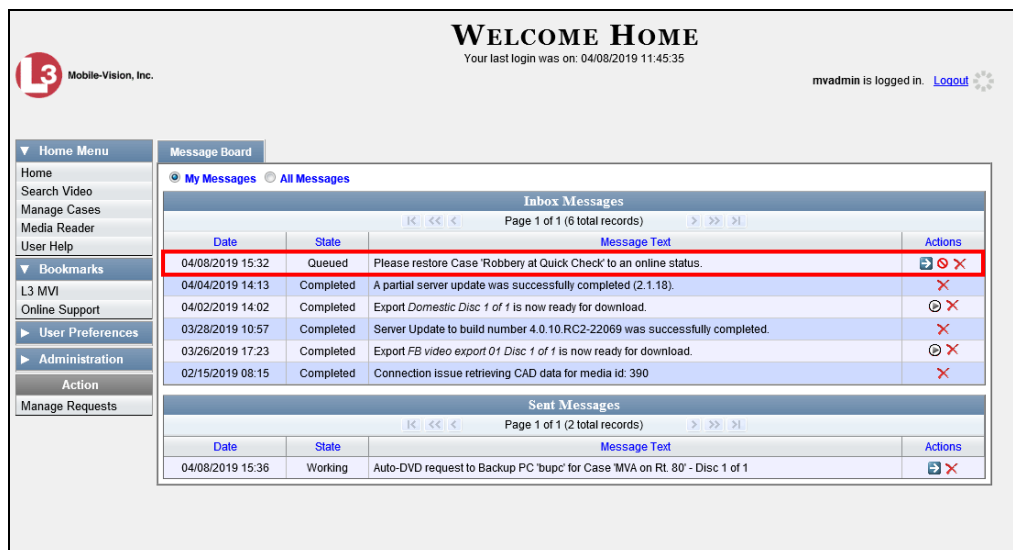 WELCOME HOME
Your last login was on: 04/08/2019 11:45:35
L3 Mobile-Vision, Inc.
mvadmin is logged in. Logout
▼ Home Menu
Home
Search Video
Manage Cases
Media Reader
User Help
▼ Bookmarks
L3 MVI
Online Support
▶ User Preferences
▶ Administration
Action
Manage Requests
Message Board
My Messages All Messages
Inbox Messages
Page 1 of 1 (6 total records)
Date State Message Text Actions
04/08/2019 15:32 Queued Please restore Case 'Robbery at Quick Check' to an online status.
04/04/2019 14:13 Completed A partial server update was successfully completed (2.1.18).
04/02/2019 14:02 Completed Export Domestic Disc 1 of 1 is now ready for download.
03/28/2019 10:57 Completed Server Update to build number 4.0.10.RC2-22069 was successfully completed.
03/26/2019 17:23 Completed Export FB video export 01 Disc 1 of 1 is now ready for download.
02/15/2019 08:15 Completed Connection issue retrieving CAD data for media id: 390
Sent Messages
Page 1 of 1 (2 total records)
Date State Message Text Actions
04/08/2019 15:36 Working Auto-DVD request to Backup PC 'bupc' for Case 'MVA on Rt. 80' - Disc 1 of 1